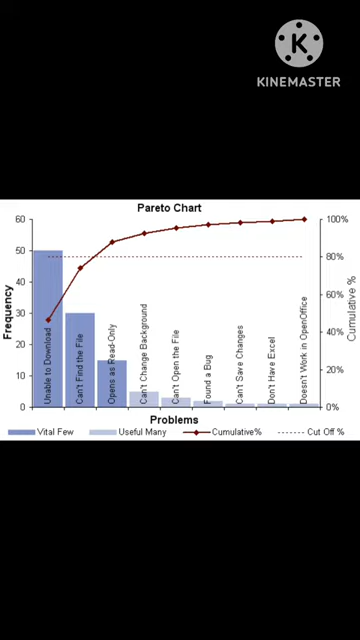 KINEMASTER
Pareto Chart
60
50
40
30
20
10
0
Frequency
100%
80%
60%
40%
20%
0%
Cumulative %
Unable to Download
Can't Find the File
Opens as Read-Only
Can't Change Background
Can't Open the File
Found a Bug
Can't Save Changes
Don't Have Excel
Doesn't Work in OpenOffice
Problems
Vital Few Useful Many Cumulative% Cut Off %